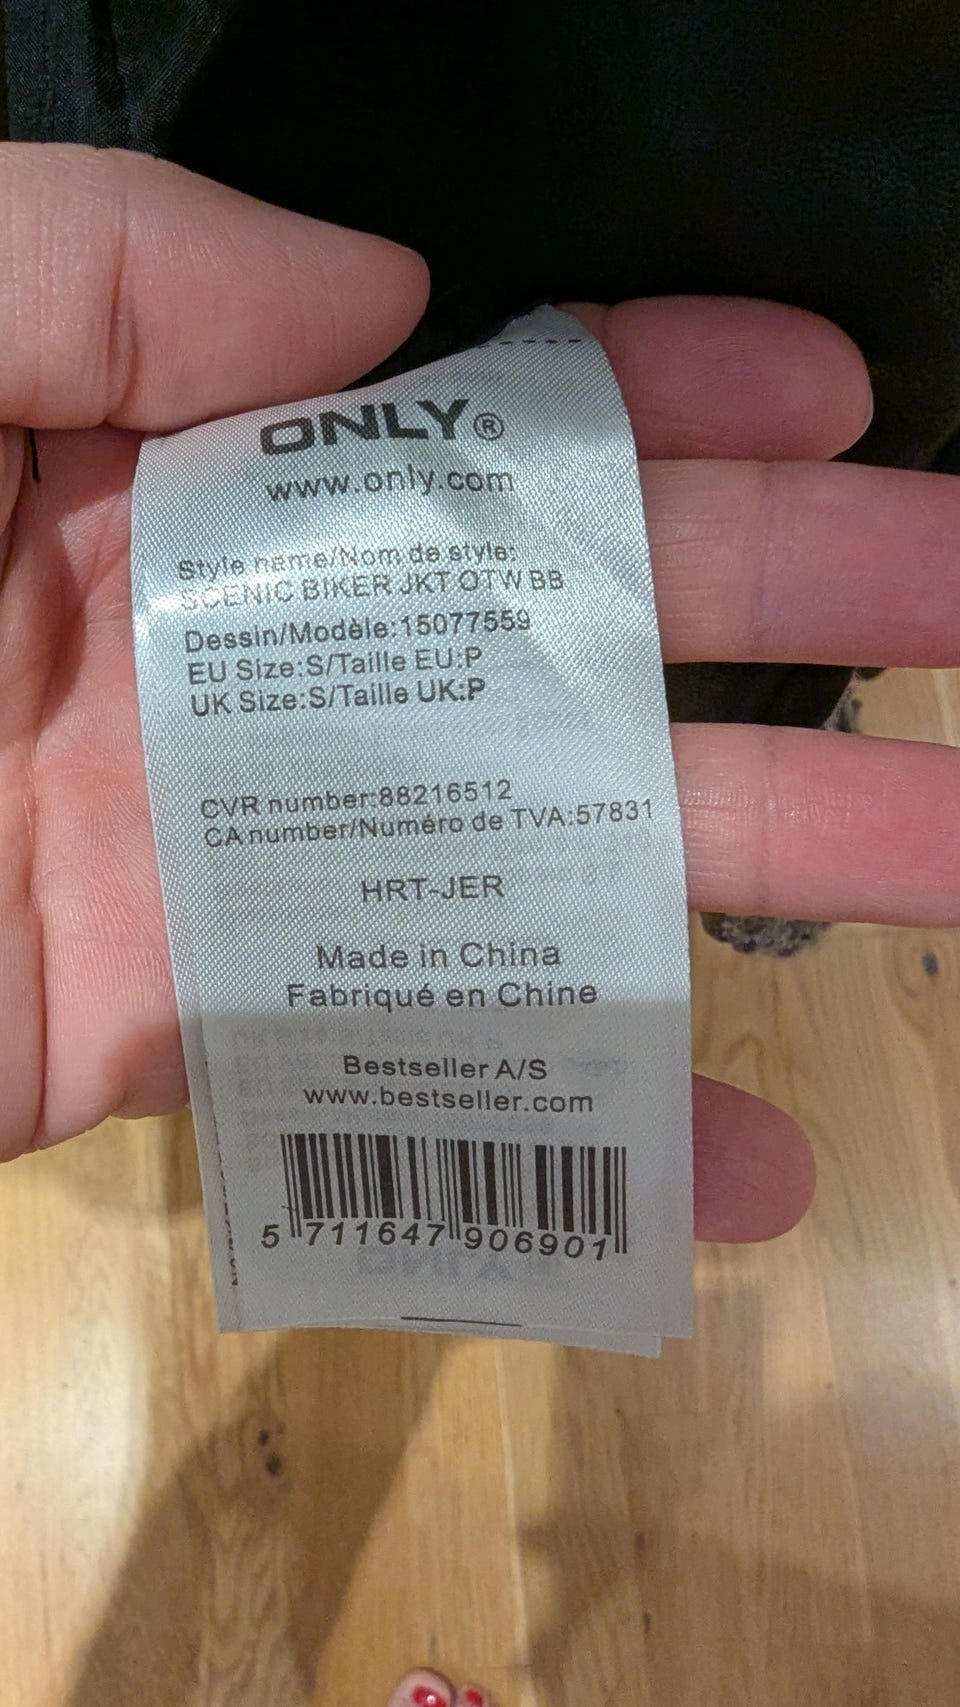 ONLY®
www.only.com
Style name/Nom de style:
SCENIC BIKER JKT OTW BB
Dessin/Modèle:15077559
EU Size:S/Taille EU:P
UK Size:S/Taille UK:P
CVR number:88216512
CA number/Numéro de TVA:57831
HRT-JER
Made in China
Fabriqué en Chine
Bestseller A/S
www.bestseller.com
5 711647 906901